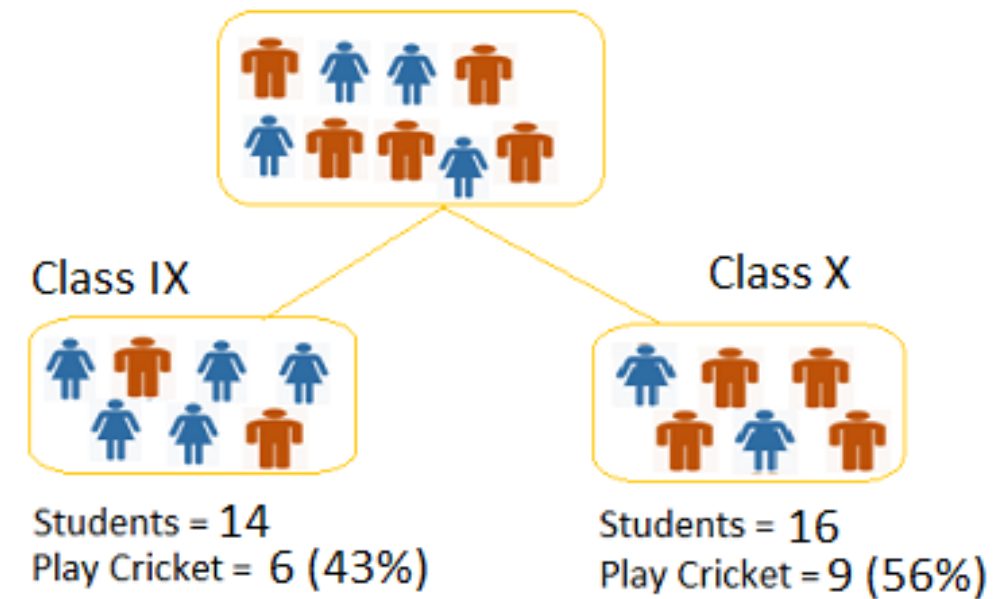 Class IX
Class X
Students = 14
Play Cricket = 6 (43%)
Students = 16
Play Cricket = 9 (56%)